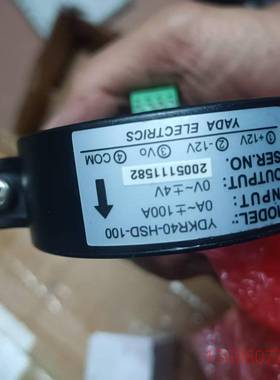 MODEL: YDKR40-HSD-100
INPUT: 0A~±100A
OUTPUT: 0V~±4V
SER.NO. 2005111582
①+12V ②-12V ③Vo ④COM
YADA ELECTRICS